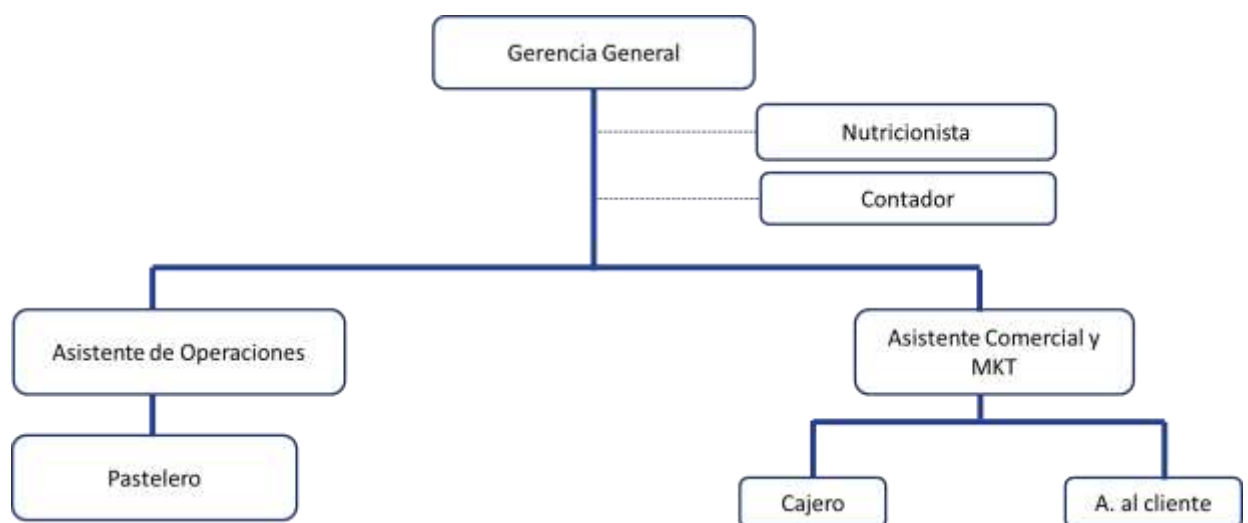 Gerencia General
Nutricionista
Contador
Asistente de Operaciones
Asistente Comercial y
MKT
Pastelero
Cajero
A. al cliente